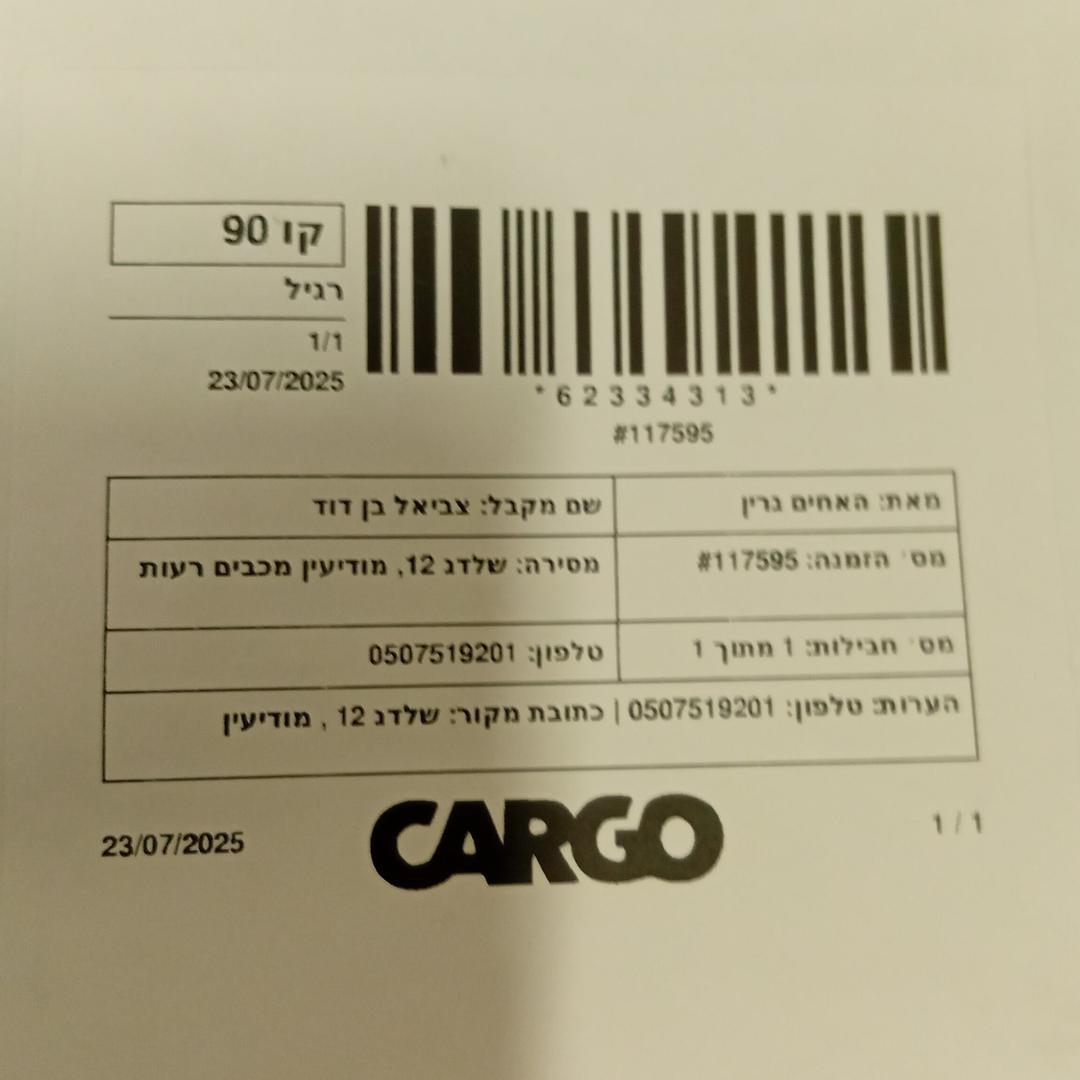 קו 90
רגיל
1/1
23/07/2025
*62334313*
#117595
מאת: האחים גרין
שם מקבל: צביאל בן דוד
מס׳ הזמנה: 117595#
מסירה: שלדג 12, מודיעין מכבים רעות
מס׳ חבילות: 1 מתוך 1
טלפון: 0507519201
הערות: טלפון: 0507519201 | כתובת מקור: שלדג 12 , מודיעין
23/07/2025
CARGO
1 / 1